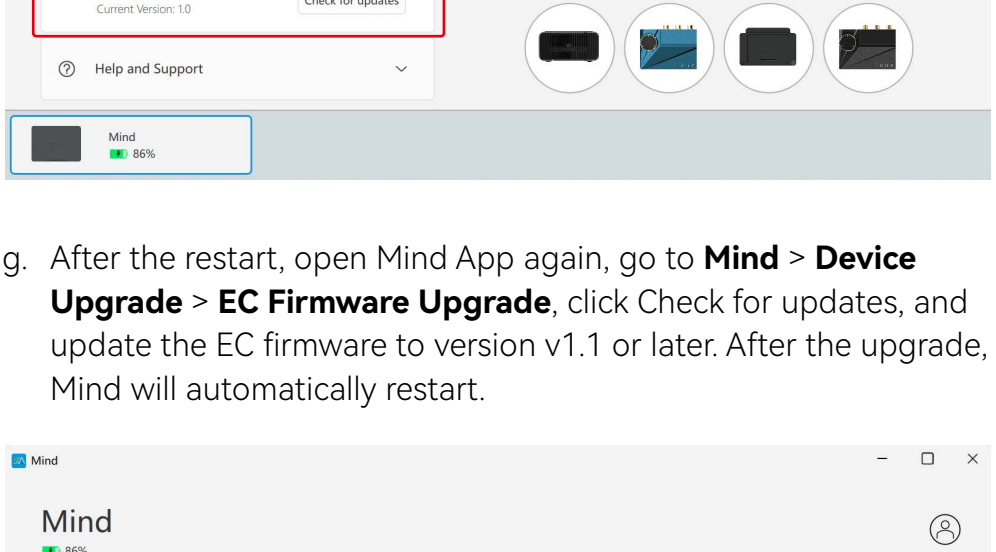 Current Version: 1.0
Check for updates
Help and Support
Mind
86%
g. After the restart, open Mind App again, go to Mind > Device
Upgrade > EC Firmware Upgrade, click Check for updates, and
update the EC firmware to version v1.1 or later. After the upgrade,
Mind will automatically restart.
Mind
Mind
86%